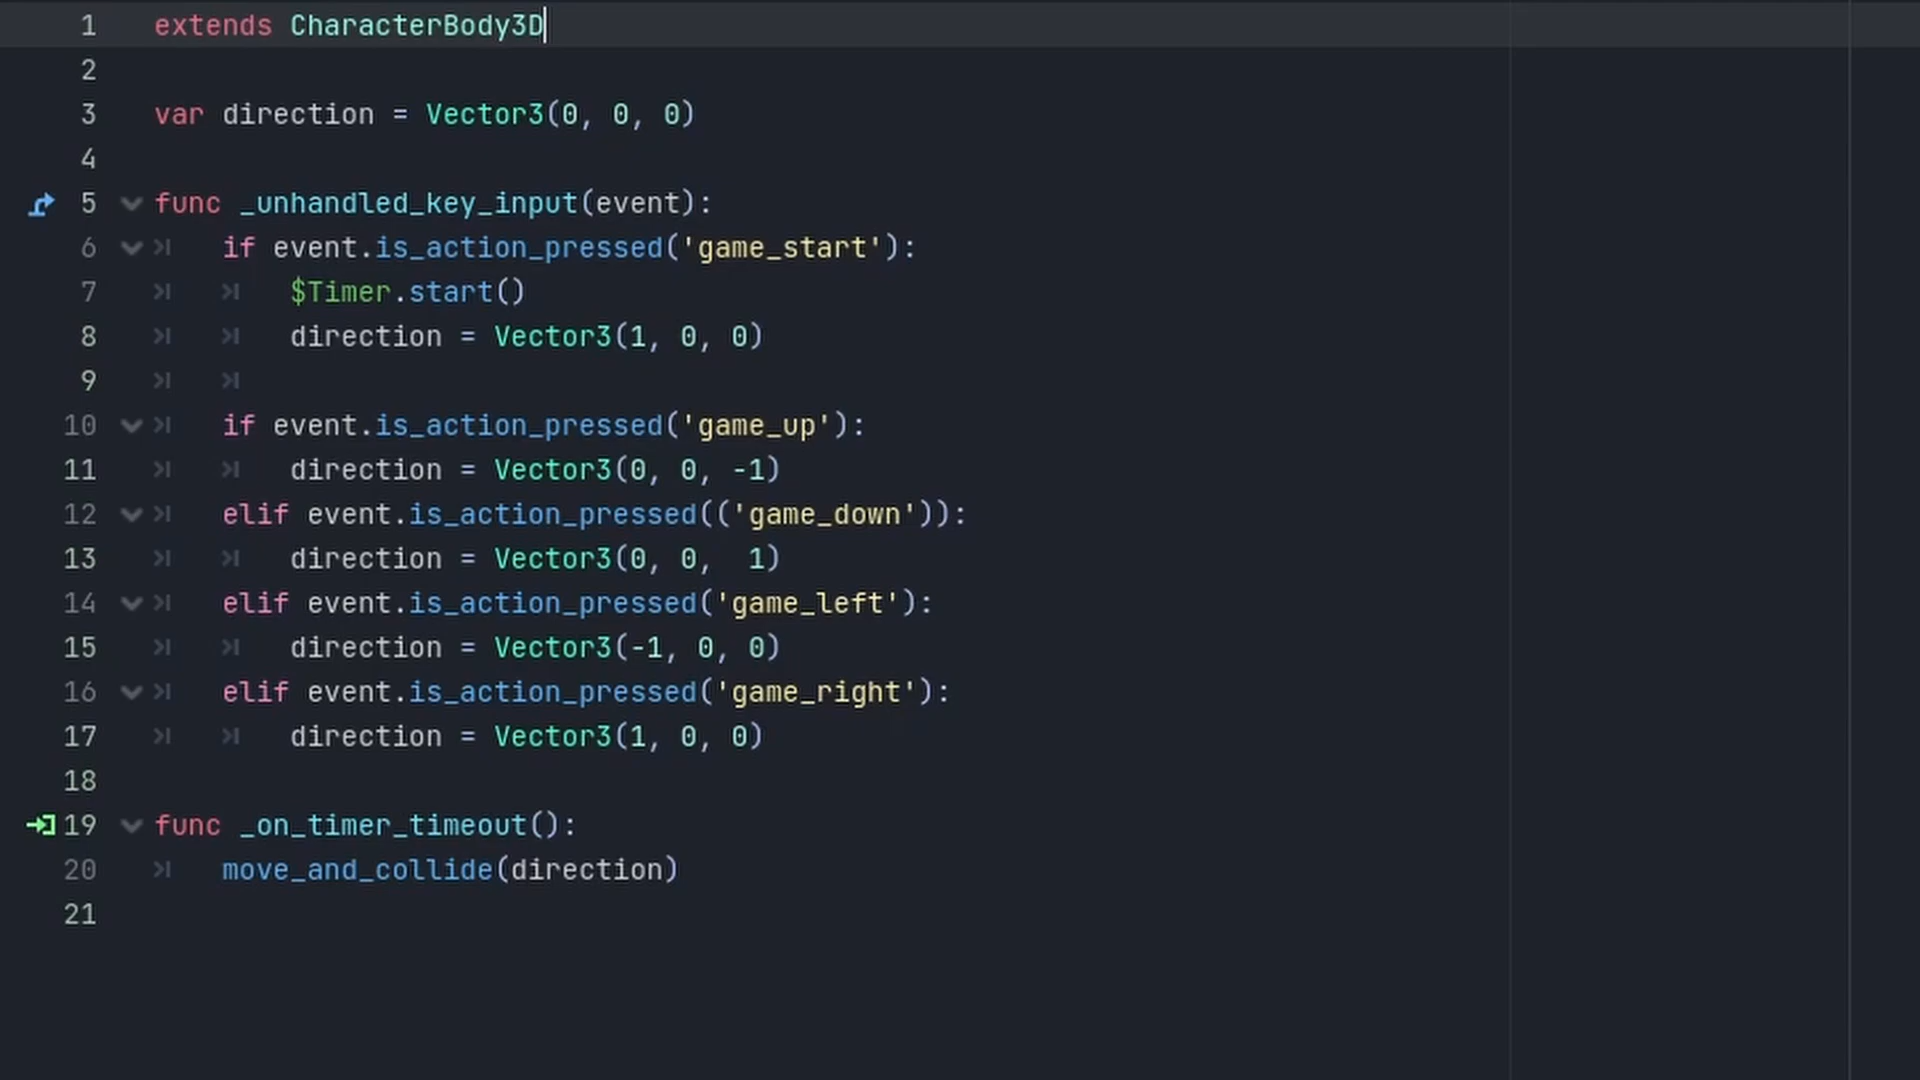 1 extends CharacterBody3D
2
3 var direction = Vector3(0, 0, 0)
4
5 func _unhandled_key_input(event):
6 if event.is_action_pressed('game_start'):
7 $Timer.start()
8 direction = Vector3(1, 0, 0)
9
10 if event.is_action_pressed('game_up'):
11 direction = Vector3(0, 0, -1)
12 elif event.is_action_pressed(('game_down')):
13 direction = Vector3(0, 0,  1)
14 elif event.is_action_pressed('game_left'):
15 direction = Vector3(-1, 0, 0)
16 elif event.is_action_pressed('game_right'):
17 direction = Vector3(1, 0, 0)
18
19 func _on_timer_timeout():
20 move_and_collide(direction)
21